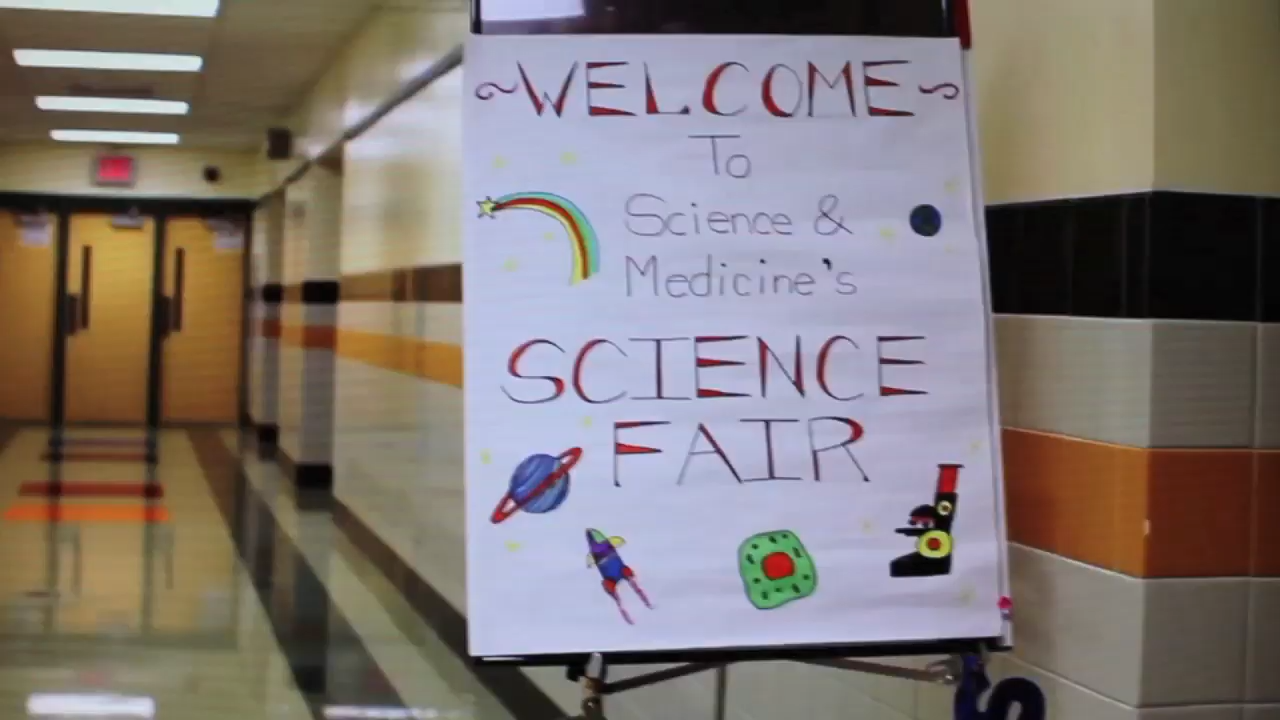 ~WELCOME~
To
Science &
Medicine's
SCIENCE
FAIR